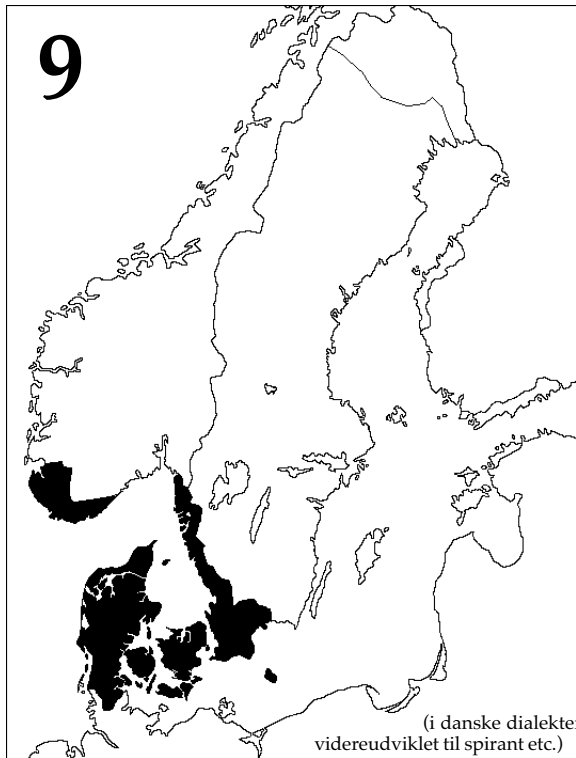 9
(i danske dialekter
videreudviklet til spirant etc.)